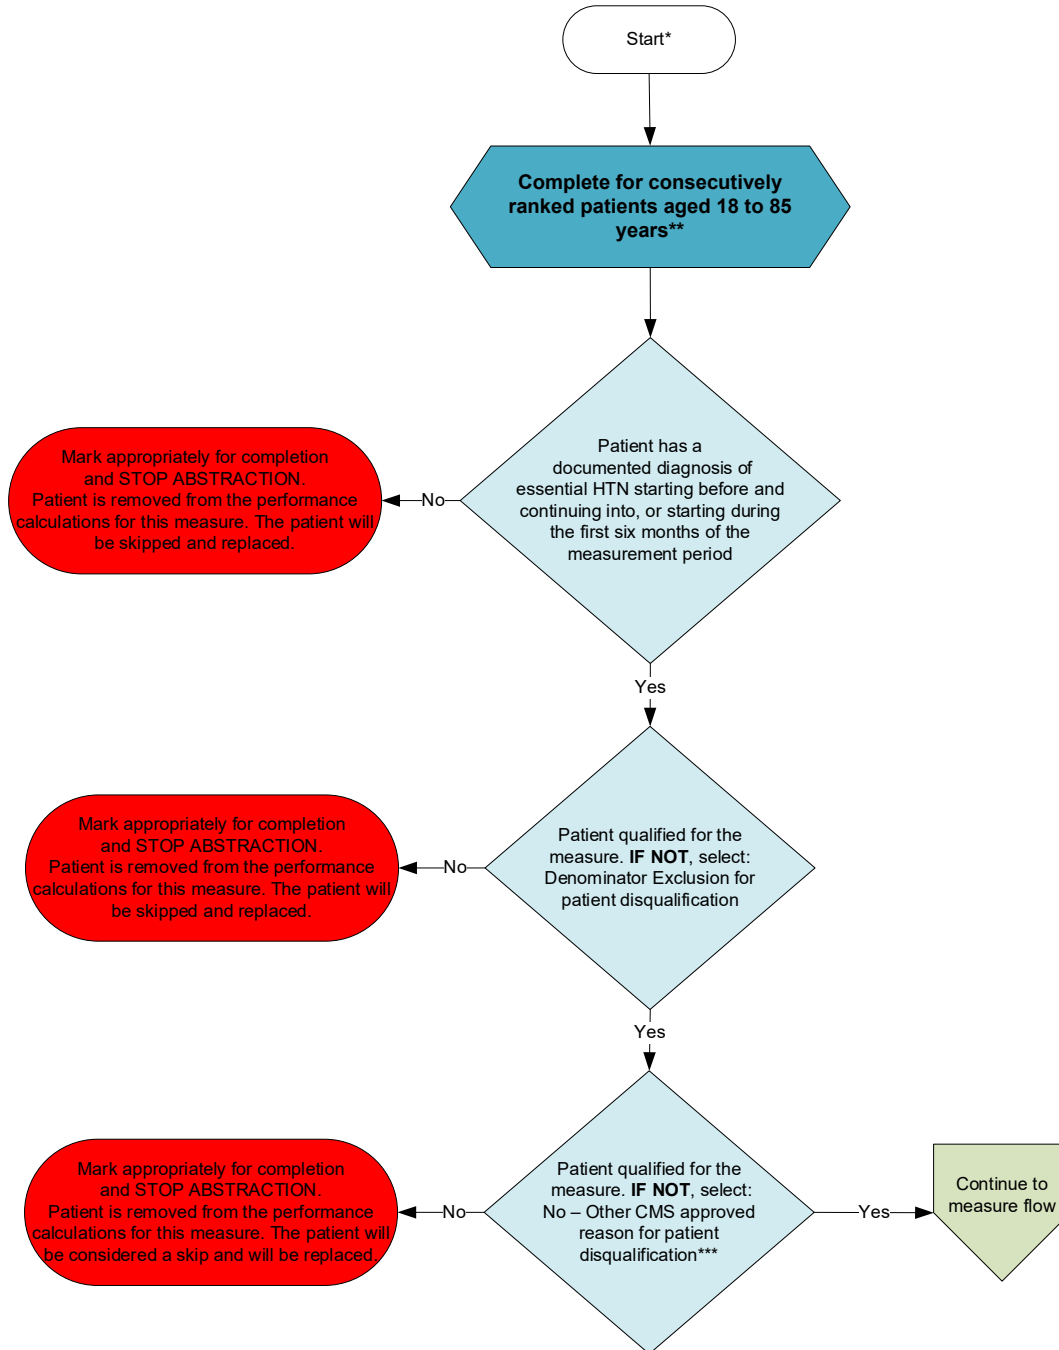 Start*
Complete for consecutively
ranked patients aged 18 to 85
years**
Patient has a
documented diagnosis of
essential HTN starting before and
continuing into, or starting during
the first six months of the
measurement period
No
Mark appropriately for completion
and STOP ABSTRACTION.
Patient is removed from the performance
calculations for this measure. The patient will
be skipped and replaced.
Yes
Patient qualified for the
measure. IF NOT, select:
Denominator Exclusion for
patient disqualification
No
Mark appropriately for completion
and STOP ABSTRACTION.
Patient is removed from the performance
calculations for this measure. The patient will
be skipped and replaced.
Yes
Patient qualified for the
measure. IF NOT, select:
No – Other CMS approved
reason for patient
disqualification***
No
Mark appropriately for completion
and STOP ABSTRACTION.
Patient is removed from the performance
calculations for this measure. The patient will
be considered a skip and will be replaced.
Yes
Continue to
measure flow